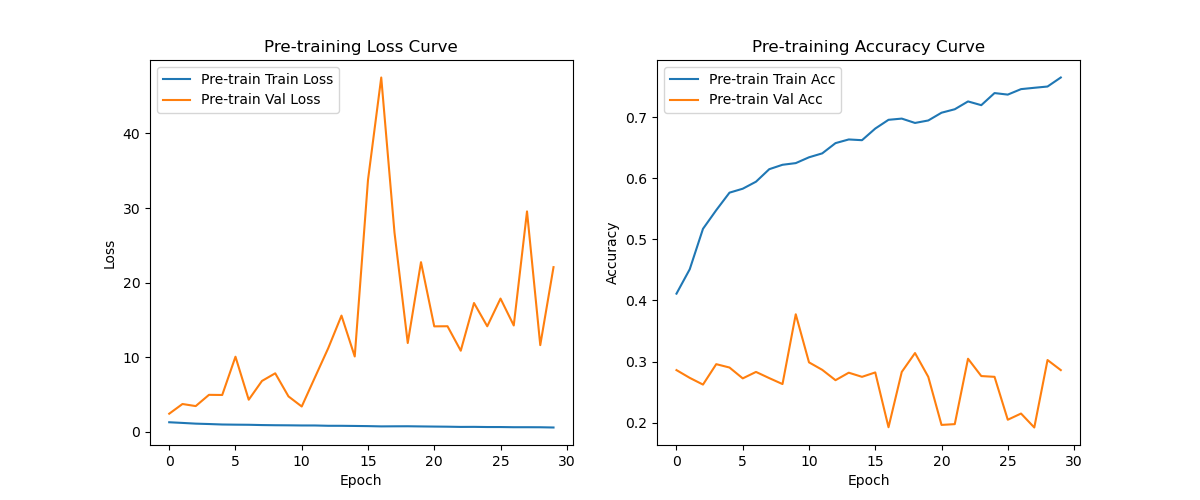 Pre-training Loss Curve
Pre-train Train Loss
Pre-train Val Loss
Loss
40
30
20
10
0
0 5 10 15 20 25 30
Epoch
Pre-training Accuracy Curve
Pre-train Train Acc
Pre-train Val Acc
Accuracy
0.7
0.6
0.5
0.4
0.3
0.2
0 5 10 15 20 25 30
Epoch